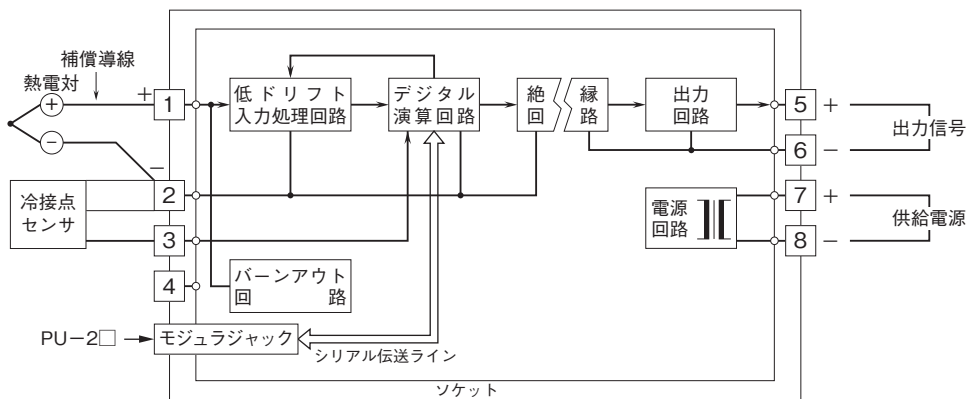 補償導線
熱電対
+
−
+
−
1
2
3
4
冷接点
センサ
低ドリフト
入力処理回路
デジタル
演算回路
絶 縁
回 路
出力
回路
5 +
6 −
出力信号
電源
回路
7 +
8 −
供給電源
バーンアウト
回 路
PU−2□
モジュラジャック
シリアル伝送ライン
ソケット